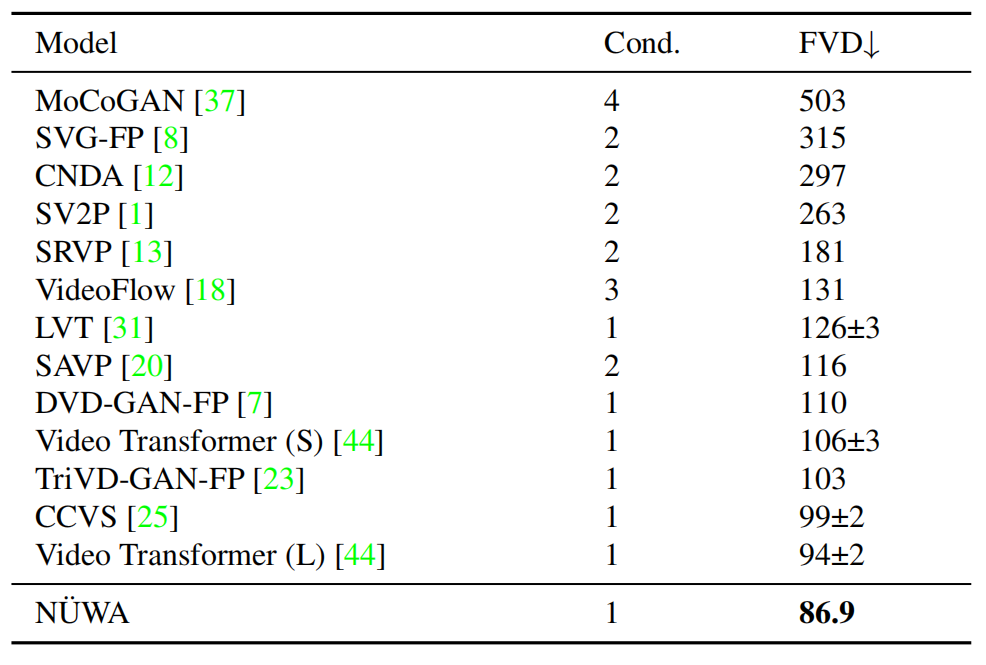 Model Cond. FVD↓
MoCoGAN [37] 4 503
SVG-FP [8] 2 315
CNDA [12] 2 297
SV2P [1] 2 263
SRVP [13] 2 181
VideoFlow [18] 3 131
LVT [31] 1 126±3
SAVP [20] 2 116
DVD-GAN-FP [7] 1 110
Video Transformer (S) [44] 1 106±3
TriVD-GAN-FP [23] 1 103
CCVS [25] 1 99±2
Video Transformer (L) [44] 1 94±2
NÜWA 1 86.9